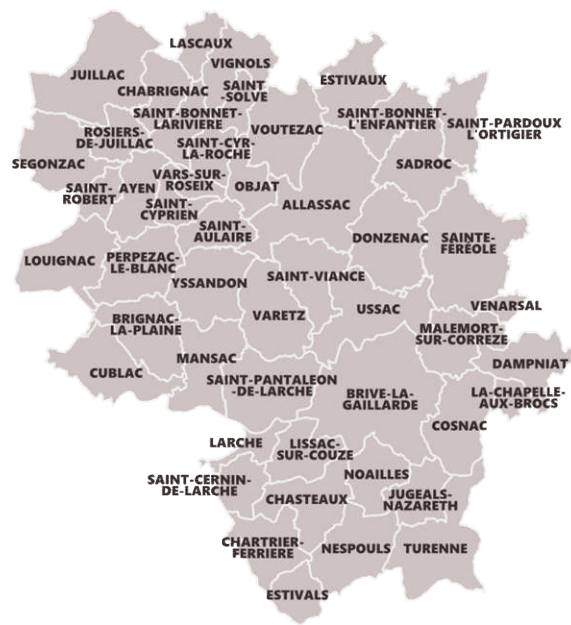 LASCAUX
VIGNOLS
JUILLAC
ESTIVAUX
CHABRIGNAC
SAINT
-SOLVE
SAINT-BONNET-
LARIVIERE
SAINT-BONNET-
L'ENFANTIER
SAINT-PARDOUX
L'ORTIGIER
VOUTEZAC
ROSIERS-
DE-JUILLAC
SAINT-CYR-
LA-ROCHE
SEGONZAC
SADROC
VARS-SUR-
ROSEIX
SAINT-
ROBERT
AYEN
OBJAT
SAINT-
CYPRIEN
ALLASSAC
SAINT-
AULAIRE
DONZENAC
SAINTE-
FÉRÉOLE
LOUIGNAC
PERPEZAC-
LE-BLANC
YSSANDON
SAINT-VIANCE
VENARSAL
USSAC
VARETZ
BRIGNAC-
LA-PLAINE
MALEMORT-
SUR-CORREZE
MANSAC
DAMPNIAT
CUBLAC
SAINT-PANTALEON
-DE-LARCHE
BRIVE-LA-
GAILLARDE
LA-CHAPELLE-
AUX-BROCS
COSNAC
LARCHE
LISSAC-
SUR-COUZE
NOAILLES
SAINT-CERNIN-
DE-LARCHE
CHASTEAUX
JUGEALS-
NAZARETH
CHARTRIER-
FERRIERE
NESPOULS
TURENNE
ESTIVALS